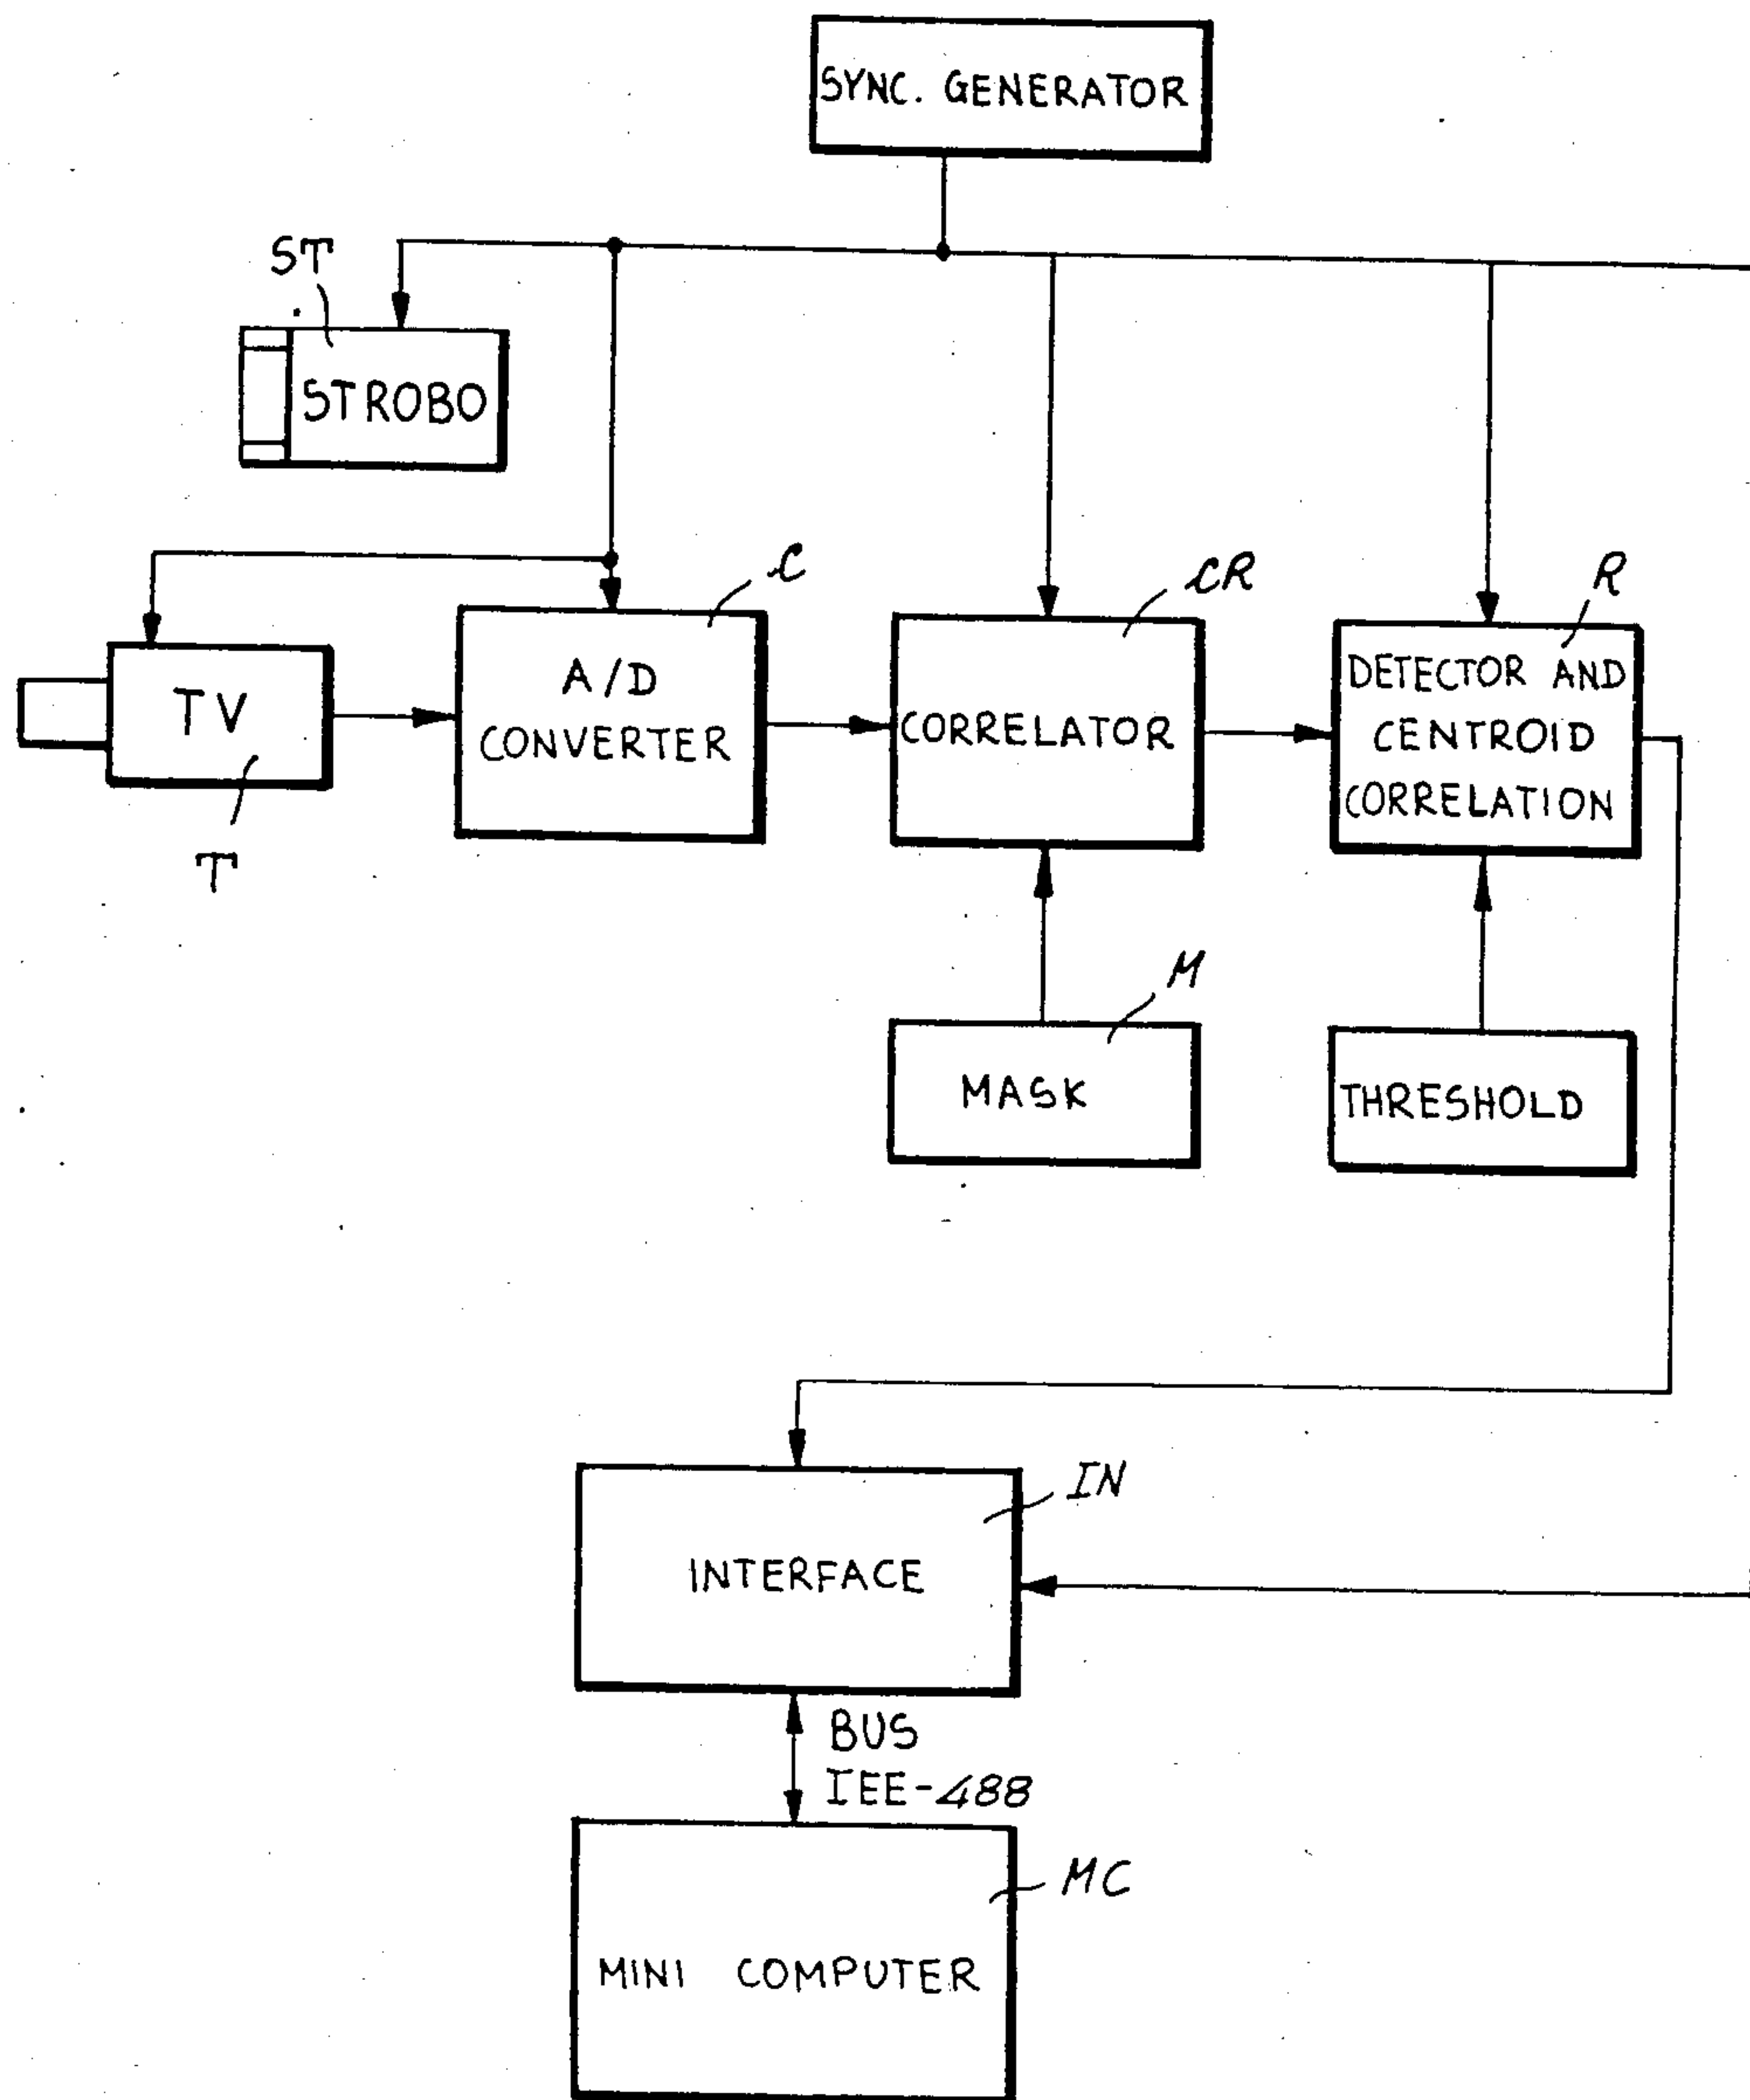 SYNC. GENERATOR
ST
STROBO
C
CR
R
TV
A/D
CONVERTER
CORRELATOR
DETECTOR AND
CENTROID
CORRELATION
T
M
MASK
THRESHOLD
IN
INTERFACE
BUS
IEE-488
MC
MINI COMPUTER